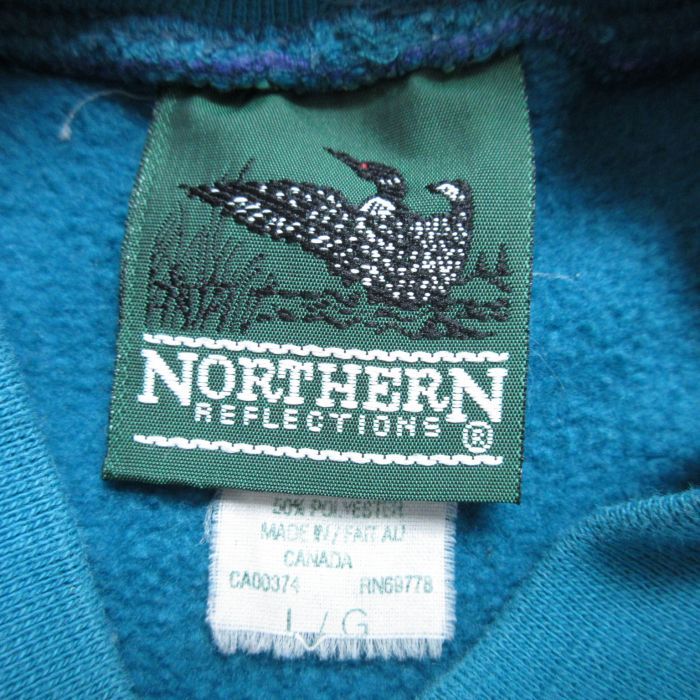 NORTHERN
REFLECTIONS ®
50% POLYESTER
MADE IN / FAIT AU
CANADA
CA00374 RN69778
L / G